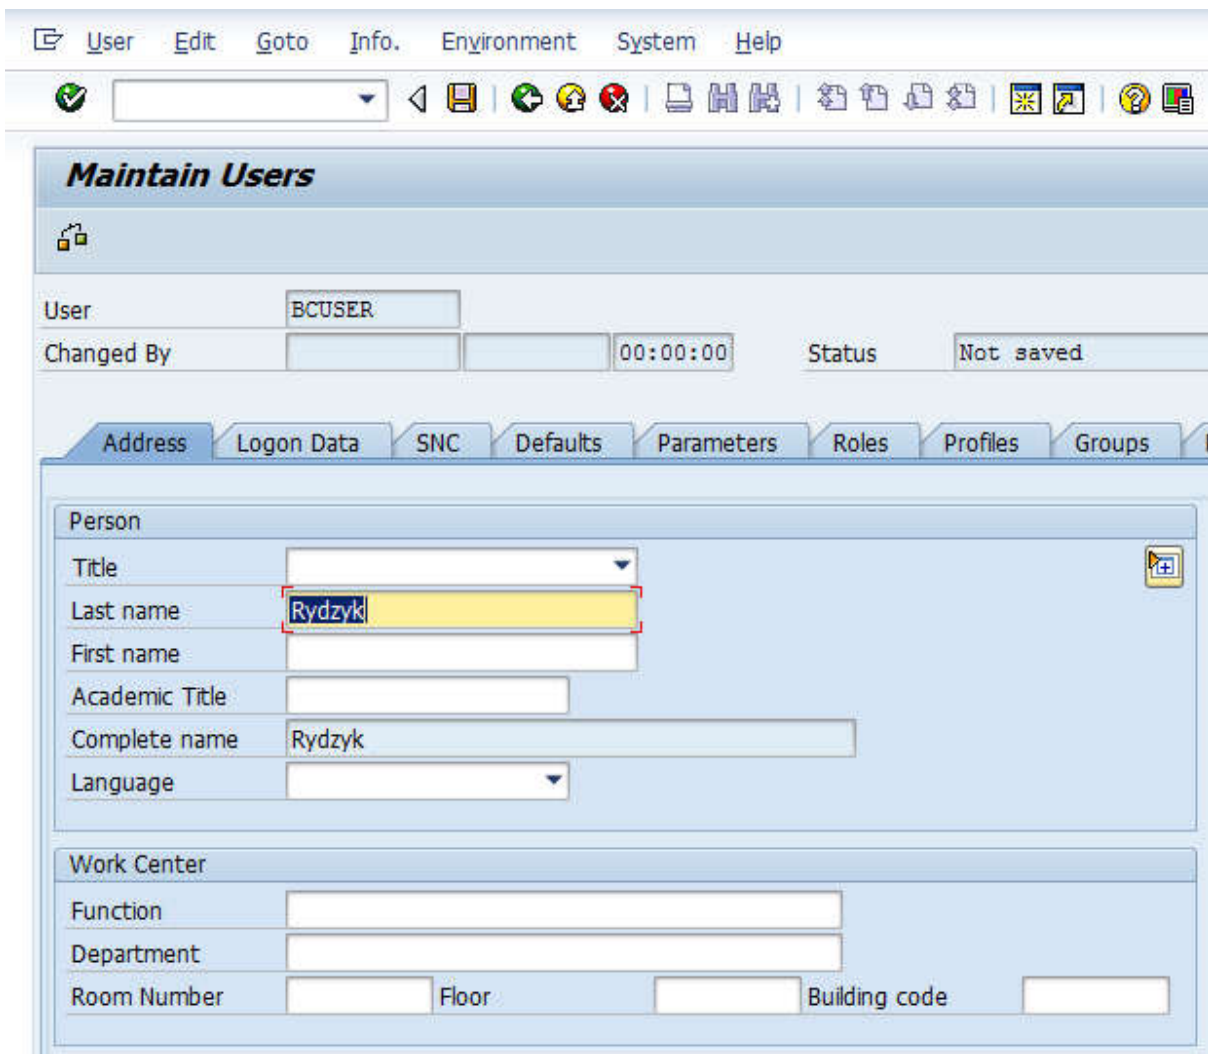 User Edit Goto Info. Environment System Help
Maintain Users
User BCUSER
Changed By 00:00:00 Status Not saved
Address Logon Data SNC Defaults Parameters Roles Profiles Groups
Person
Title
Last name Rydzyk
First name
Academic Title
Complete name Rydzyk
Language
Work Center
Function
Department
Room Number Floor Building code